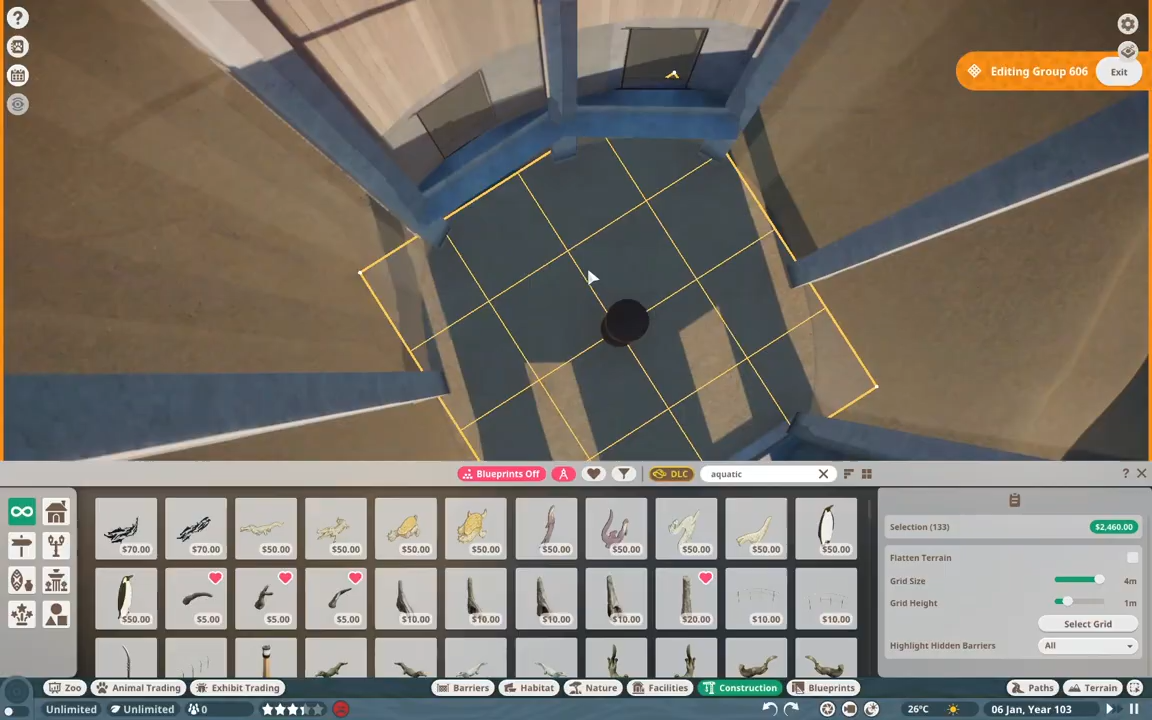 ?
Editing Group 606
Exit
Blueprints Off
DLC
aquatic
?
$70.00
$70.00
$50.00
$50.00
$50.00
$50.00
$50.00
$50.00
$50.00
$50.00
$50.00
$50.00
$5.00
$5.00
$5.00
$10.00
$10.00
$10.00
$10.00
$20.00
$10.00
$10.00
Selection (133)
$2,460.00
Flatten Terrain
Grid Size
4m
Grid Height
1m
Select Grid
Highlight Hidden Barriers
All
Zoo
Animal Trading
Exhibit Trading
Barriers
Habitat
Nature
Facilities
Construction
Blueprints
Paths
Terrain
Unlimited
Unlimited
0
26°C
06 Jan, Year 103